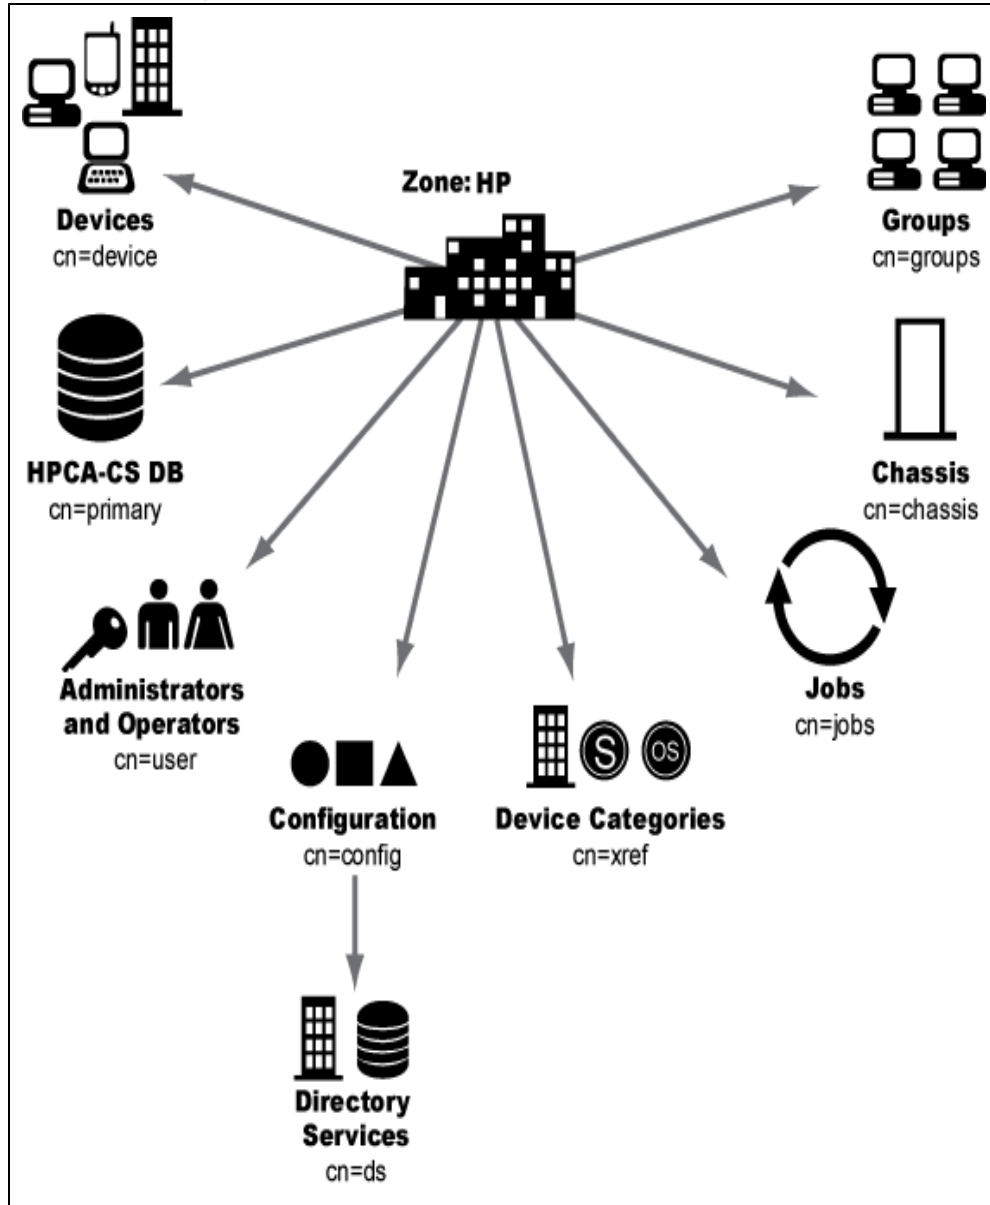 Zone: HP
Devices
cn=device
Groups
cn=groups
HPCA-CS DB
cn=primary
Chassis
cn=chassis
Administrators
and Operators
cn=user
Jobs
cn=jobs
S
OS
Configuration
cn=config
Device Categories
cn=xref
Directory
Services
cn=ds